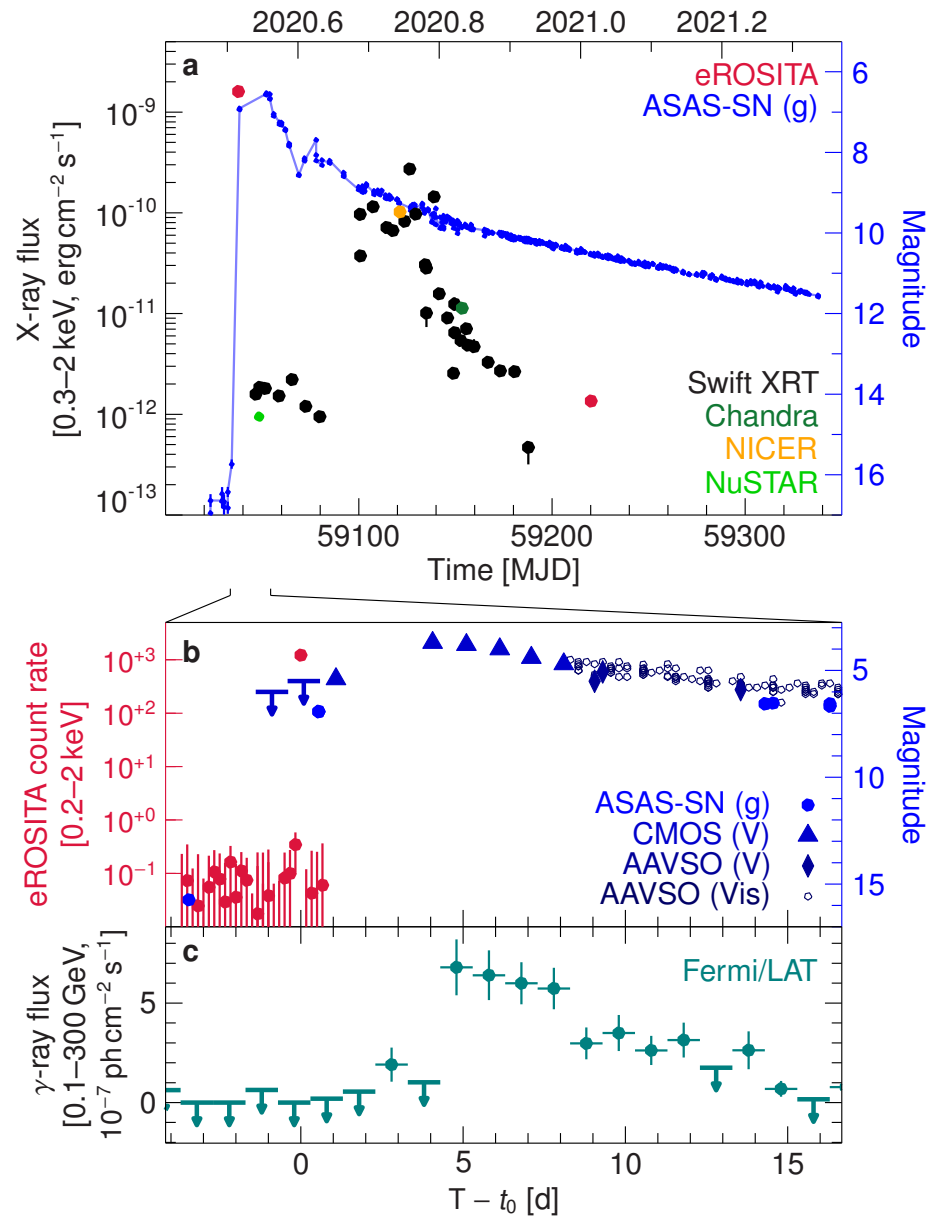 2020.6 2020.8 2021.0 2021.2
a
eROSITA
ASAS-SN (g)
X-ray flux
[0.3–2 keV, erg cm⁻² s⁻¹]
10⁻⁹
10⁻¹⁰
10⁻¹¹
10⁻¹²
10⁻¹³
6
8
10
12
14
16
Magnitude
Swift XRT
Chandra
NICER
NuSTAR
59100 59200 59300
Time [MJD]
b
eROSITA count rate
[0.2–2 keV]
10⁺³
10⁺²
10⁺¹
10⁺⁰
10⁻¹
5
10
15
Magnitude
ASAS-SN (g)
CMOS (V)
AAVSO (V)
AAVSO (Vis)
c
Fermi/LAT
γ-ray flux
[0.1–300 GeV,
10⁻⁷ ph cm⁻² s⁻¹]
5
0
0 5 10 15
T − t₀ [d]